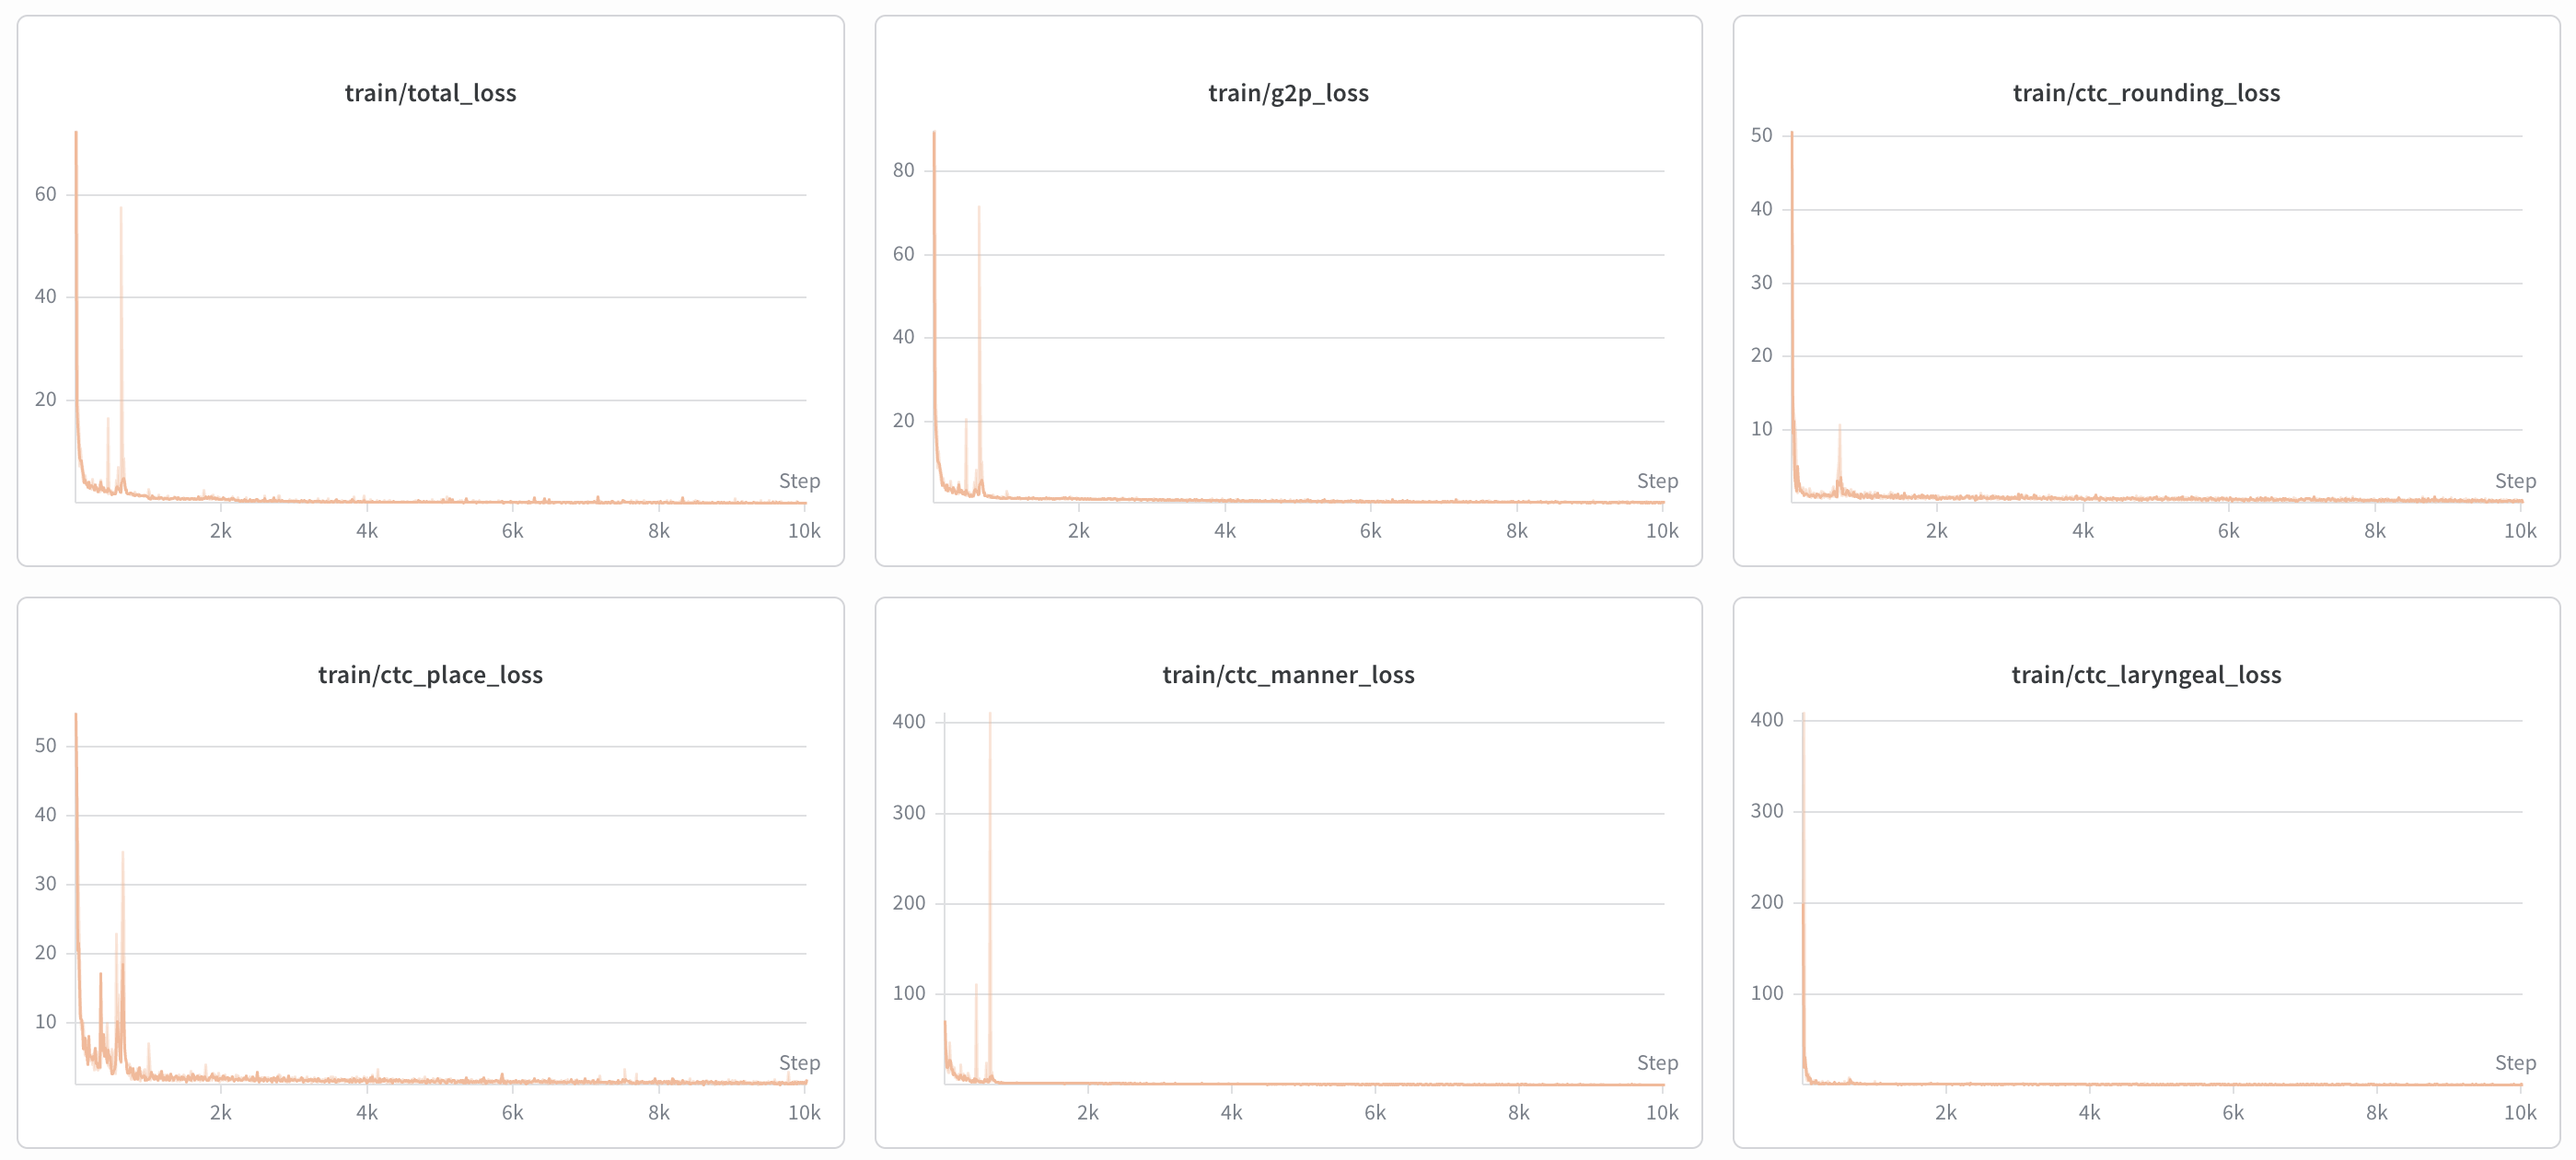 train/total_loss
60
40
20
Step
2k 4k 6k 8k 10k
train/g2p_loss
80
60
40
20
Step
2k 4k 6k 8k 10k
train/ctc_rounding_loss
50
40
30
20
10
Step
2k 4k 6k 8k 10k
train/ctc_place_loss
50
40
30
20
10
Step
2k 4k 6k 8k 10k
train/ctc_manner_loss
400
300
200
100
Step
2k 4k 6k 8k 10k
train/ctc_laryngeal_loss
400
300
200
100
Step
2k 4k 6k 8k 10k